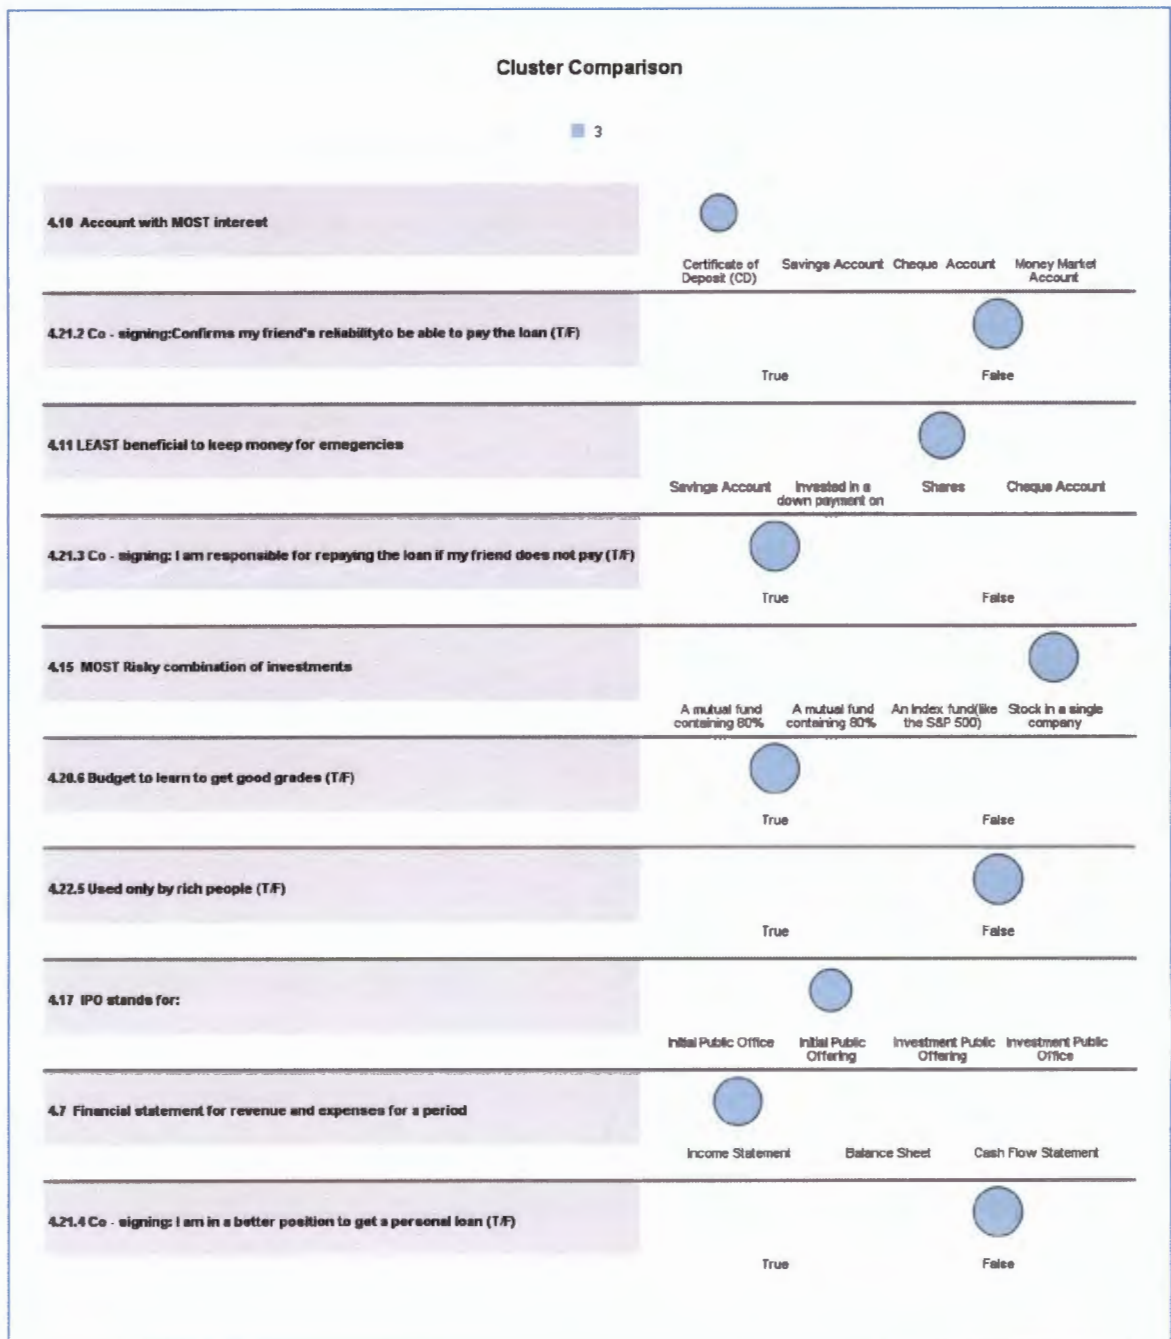 Cluster Comparison
3
4.10 Account with MOST interest
Certificate of Deposit (CD)
Savings Account
Cheque Account
Money Market Account
4.21.2 Co - signing:Confirms my friend's reliabilityto be able to pay the loan (T/F)
True
False
4.11 LEAST beneficial to keep money for emegencies
Savings Account
Invested in a down payment on
Shares
Cheque Account
4.21.3 Co - signing: I am responsible for repaying the loan if my friend does not pay (T/F)
True
False
4.15 MOST Risky combination of investments
A mutual fund containing 80% ...
A mutual fund containing 80% ...
An Index fund(like the S&P 500)
Stock in a single company
4.20.6 Budget to learn to get good grades (T/F)
True
False
4.22.5 Used only by rich people (T/F)
True
False
4.17 IPO stands for:
Initial Public Office
Initial Public Offering
Investment Public Offering
Investment Public Office
4.7 Financial statement for revenue and expenses for a period
Income Statement
Balance Sheet
Cash Flow Statement
4.21.4 Co - signing: I am in a better position to get a personal loan (T/F)
True
False